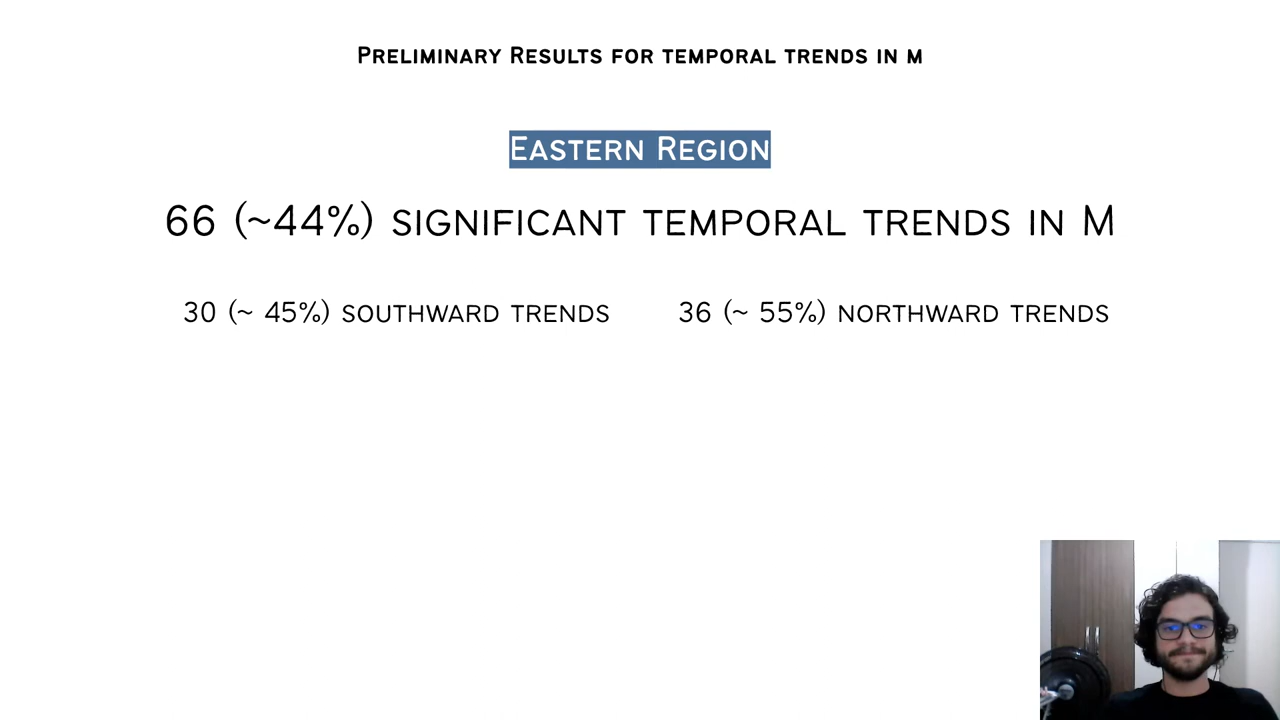 Preliminary Results for temporal trends in m
Eastern Region
66 (~44%) significant temporal trends in M
30 (~ 45%) southward trends
36 (~ 55%) northward trends